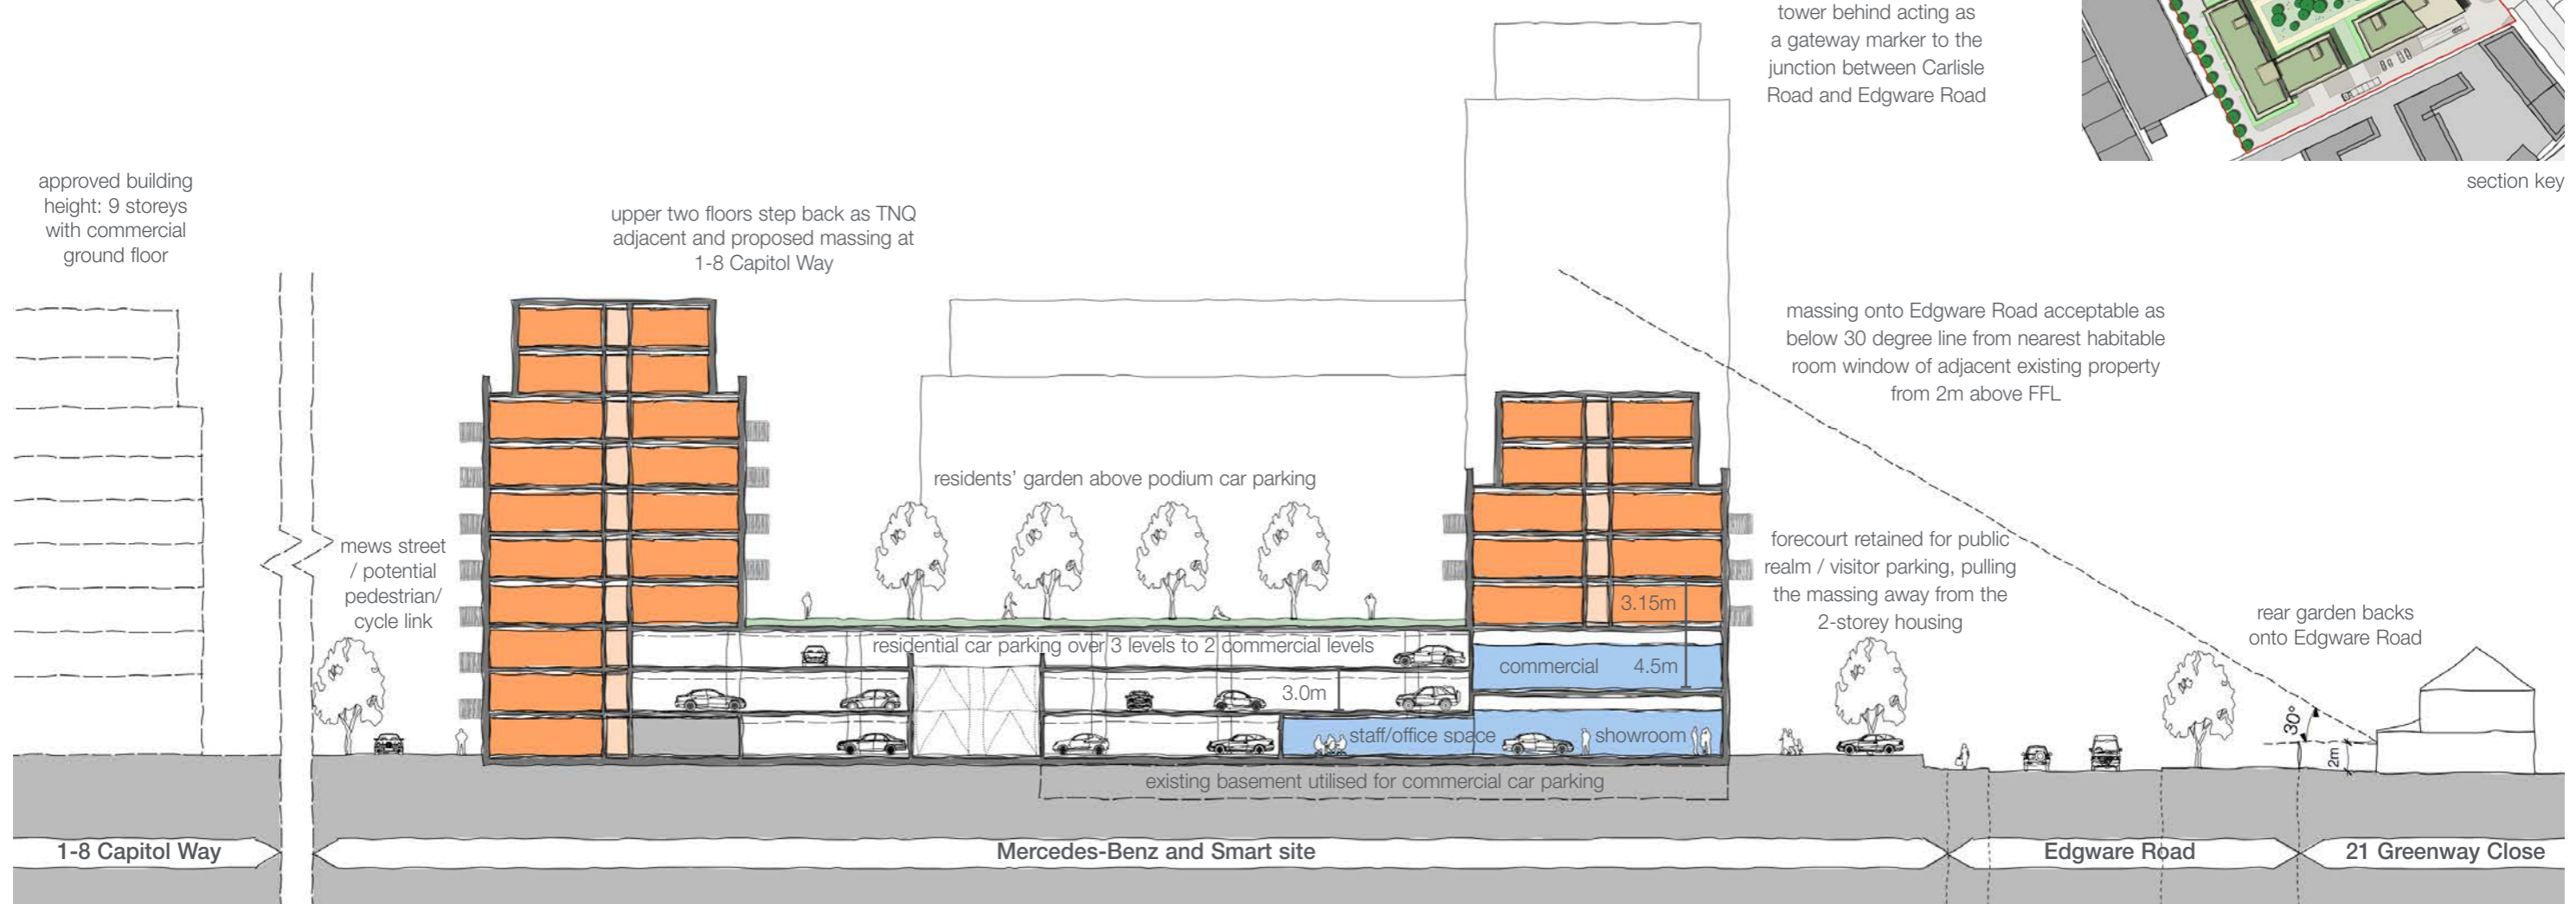 tower behind acting as
a gateway marker to the
junction between Carlisle
Road and Edgware Road
section key
approved building
height: 9 storeys
with commercial
ground floor
upper two floors step back as TNQ
adjacent and proposed massing at
1-8 Capitol Way
massing onto Edgware Road acceptable as
below 30 degree line from nearest habitable
room window of adjacent existing property
from 2m above FFL
residents' garden above podium car parking
mews street
/ potential
pedestrian/
cycle link
forecourt retained for public
realm / visitor parking, pulling
the massing away from the
2-storey housing
rear garden backs
onto Edgware Road
3.15m
residential car parking over 3 levels to 2 commercial levels
commercial 4.5m
3.0m
staff/office space
showroom
30°
2m
existing basement utilised for commercial car parking
1-8 Capitol Way
Mercedes-Benz and Smart site
Edgware Road
21 Greenway Close